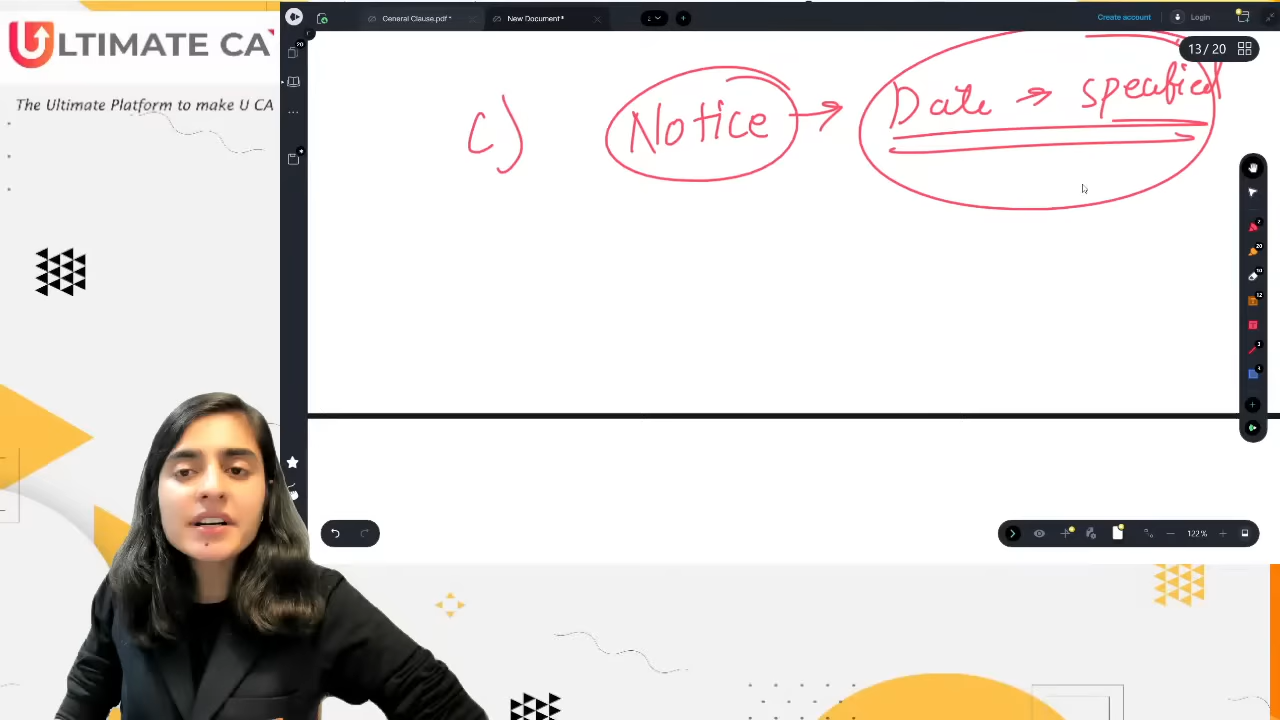 ULTIMATE CA
The Ultimate Platform to make U CA
General Clause.pdf *
New Document*
Create account
Login
13/20
c) Notice → Date → specified
122%